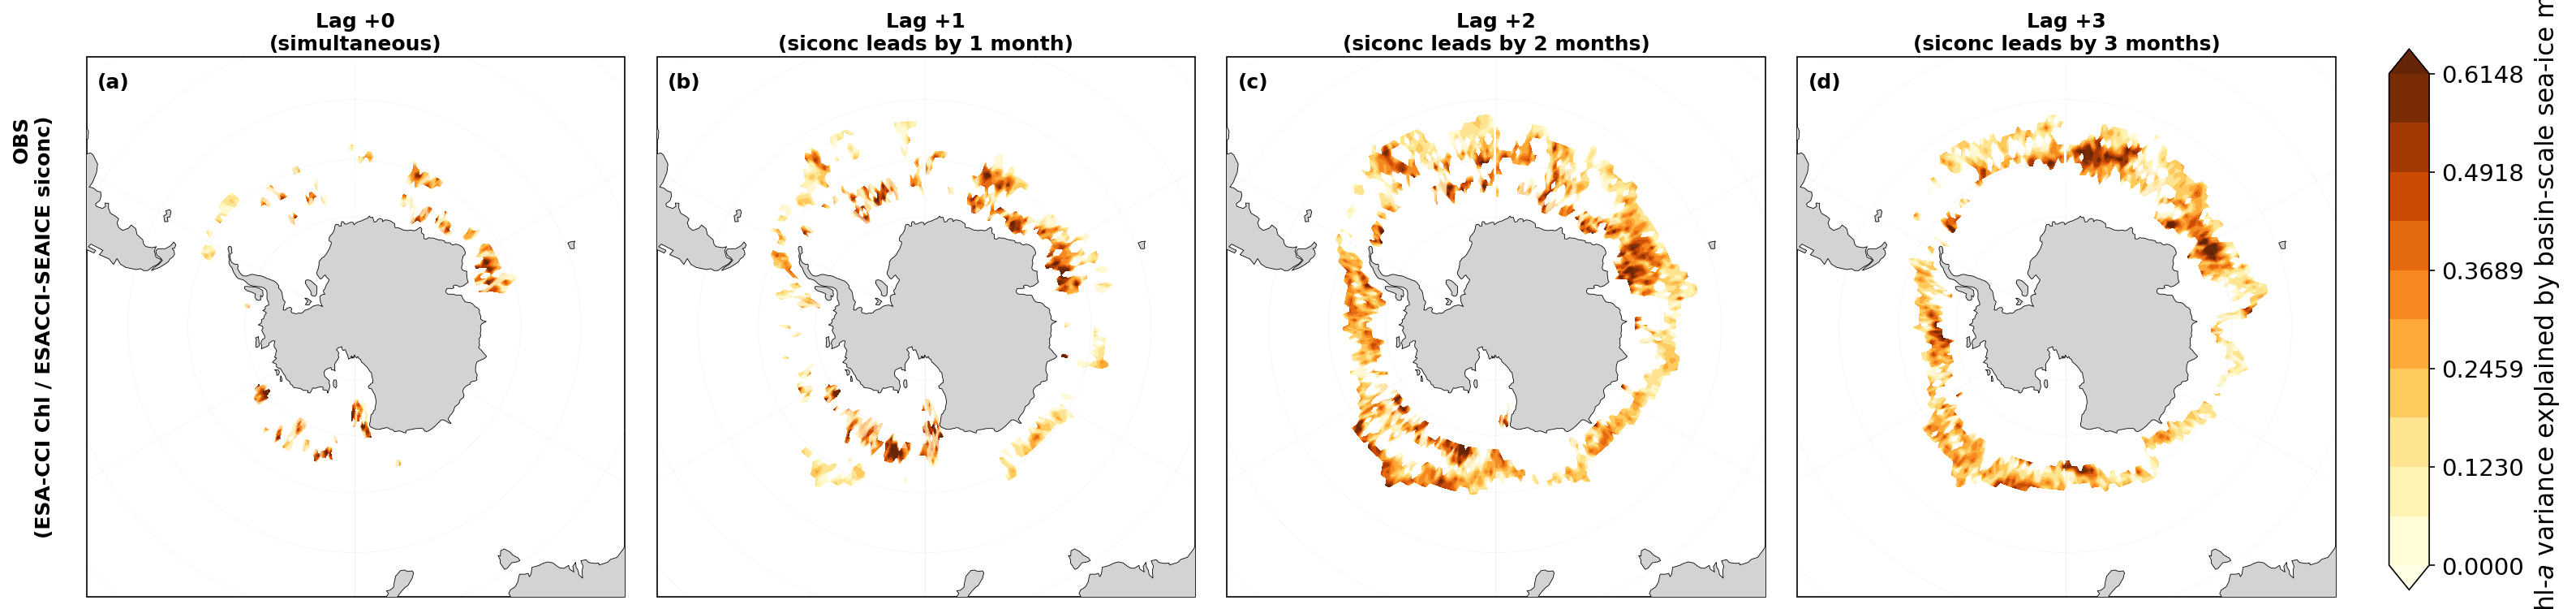 Lag +0
(simultaneous)
Lag +1
(siconc leads by 1 month)
Lag +2
(siconc leads by 2 months)
Lag +3
(siconc leads by 3 months)
OBS
(ESA-CCI Chl / ESACCI-SEAICE siconc)
(a)
(b)
(c)
(d)
0.6148
0.4918
0.3689
0.2459
0.1230
0.0000
hl-a variance explained by basin-scale sea-ice m